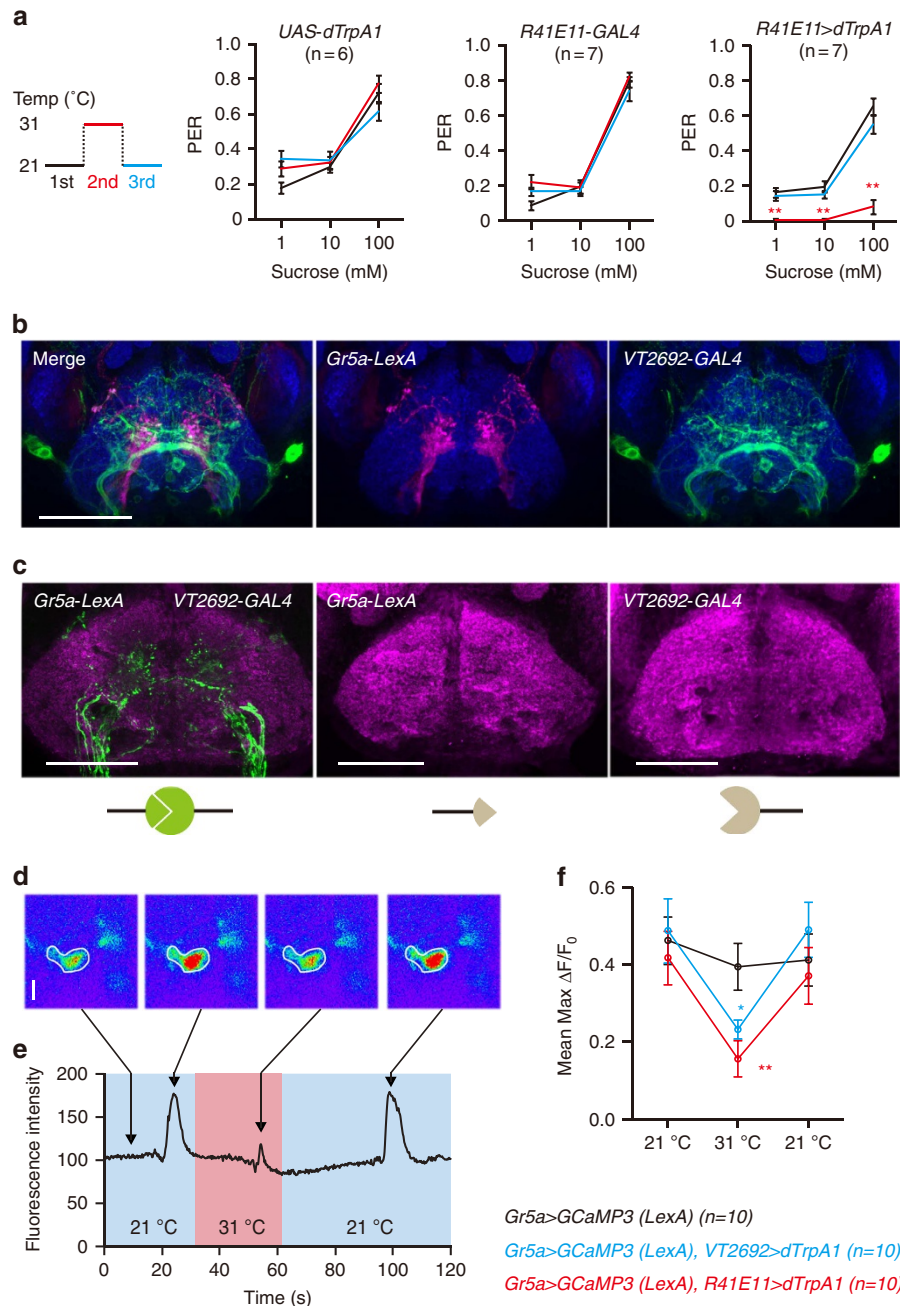 a
Temp (˚C)
31
21
1st 2nd 3rd
UAS-dTrpA1
(n=6)
1.0
0.8
0.6
0.4
0.2
0
PER
1 10 100
Sucrose (mM)
R41E11-GAL4
(n=7)
1.0
0.8
0.6
0.4
0.2
0
PER
1 10 100
Sucrose (mM)
R41E11>dTrpA1
(n=7)
1.0
0.8
0.6
0.4
0.2
0
PER
** ** **
1 10 100
Sucrose (mM)
b
Merge
Gr5a-LexA
VT2692-GAL4
c
Gr5a-LexA VT2692-GAL4
Gr5a-LexA
VT2692-GAL4
d
e
200
150
100
50
0
Fluorescence intensity
21 °C 31 °C 21 °C
0 20 40 60 80 100 120
Time (s)
f
0.6
0.4
0.2
0.0
Mean Max ΔF/F0
*
**
21 °C 31 °C 21 °C
Gr5a>GCaMP3 (LexA) (n=10)
Gr5a>GCaMP3 (LexA), VT2692>dTrpA1 (n=10)
Gr5a>GCaMP3 (LexA), R41E11>dTrpA1 (n=10)